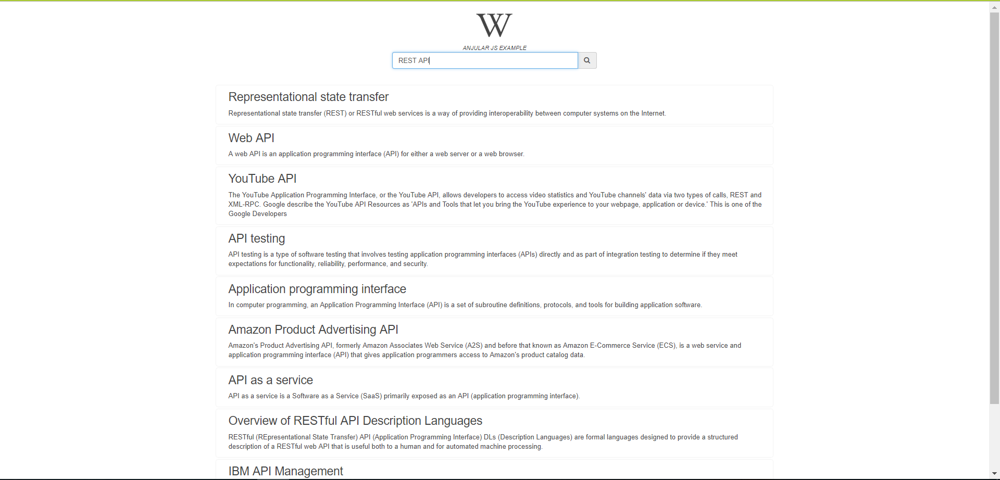 W
ANJULAR JS EXAMPLE
REST API
Representational state transfer
Representational state transfer (REST) or RESTful web services is a way of providing interoperability between computer systems on the Internet.
Web API
A web API is an application programming interface (API) for either a web server or a web browser.
YouTube API
The YouTube Application Programming Interface, or the YouTube API, allows developers to access video statistics and YouTube channels' data via two types of calls, REST and
XML-RPC. Google describe the YouTube API Resources as 'APIs and Tools that let you bring the YouTube experience to your webpage, application or device.' This is one of the
Google Developers
API testing
API testing is a type of software testing that involves testing application programming interfaces (APIs) directly and as part of integration testing to determine if they meet
expectations for functionality, reliability, performance, and security.
Application programming interface
In computer programming, an Application Programming Interface (API) is a set of subroutine definitions, protocols, and tools for building application software.
Amazon Product Advertising API
Amazon's Product Advertising API, formerly Amazon Associates Web Service (A2S) and before that known as Amazon E-Commerce Service (ECS), is a web service and
application programming interface (API) that gives application programmers access to Amazon's product catalog data.
API as a service
API as a service is a Software as a Service (SaaS) primarily exposed as an API (application programming interface).
Overview of RESTful API Description Languages
RESTful (REpresentational State Transfer) API (Application Programming Interface) DLs (Description Languages) are formal languages designed to provide a structured
description of a RESTful web API that is useful both to a human and for automated machine processing.
IBM API Management